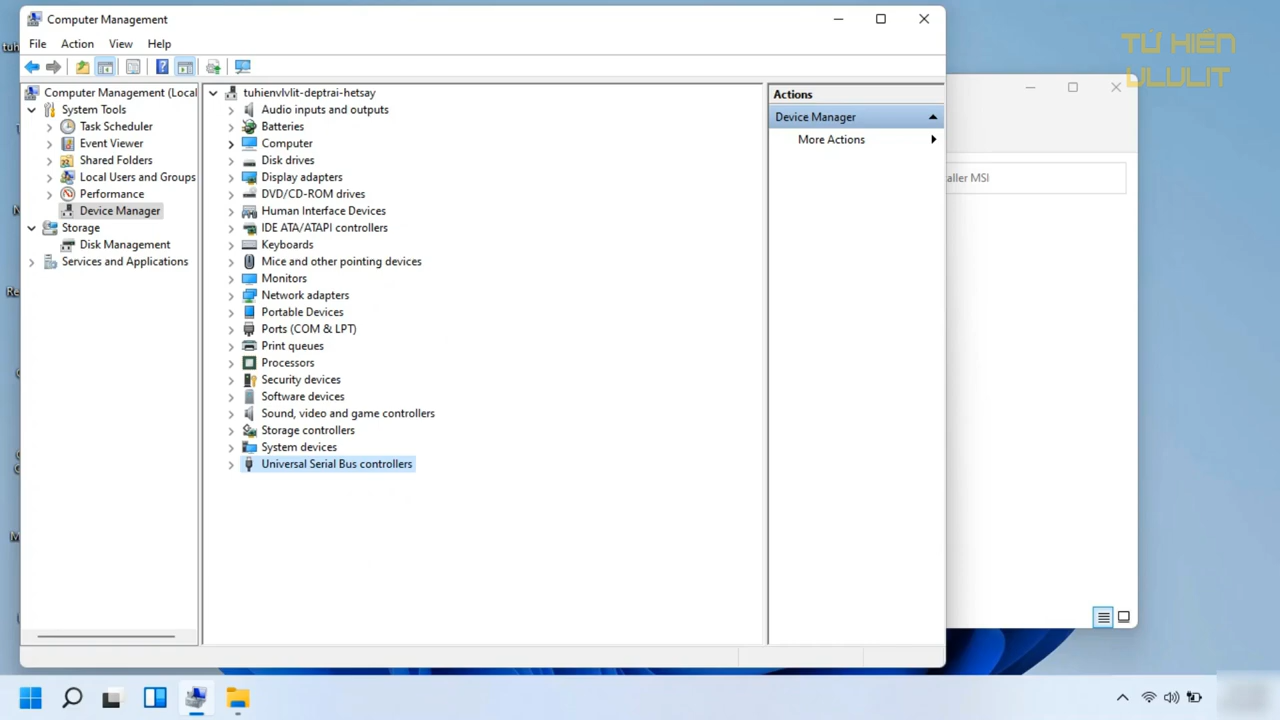 Computer Management
TỪ HIỀN
VLVLIT
File Action View Help
Computer Management (Local
System Tools
Task Scheduler
Event Viewer
Shared Folders
Local Users and Groups
Performance
Device Manager
Storage
Disk Management
Services and Applications
tuhienvlvlit-deptrai-hetsay
Audio inputs and outputs
Batteries
Computer
Disk drives
Display adapters
DVD/CD-ROM drives
Human Interface Devices
IDE ATA/ATAPI controllers
Keyboards
Mice and other pointing devices
Monitors
Network adapters
Portable Devices
Ports (COM & LPT)
Print queues
Processors
Security devices
Software devices
Sound, video and game controllers
Storage controllers
System devices
Universal Serial Bus controllers
Actions
Device Manager
More Actions
aller MSI